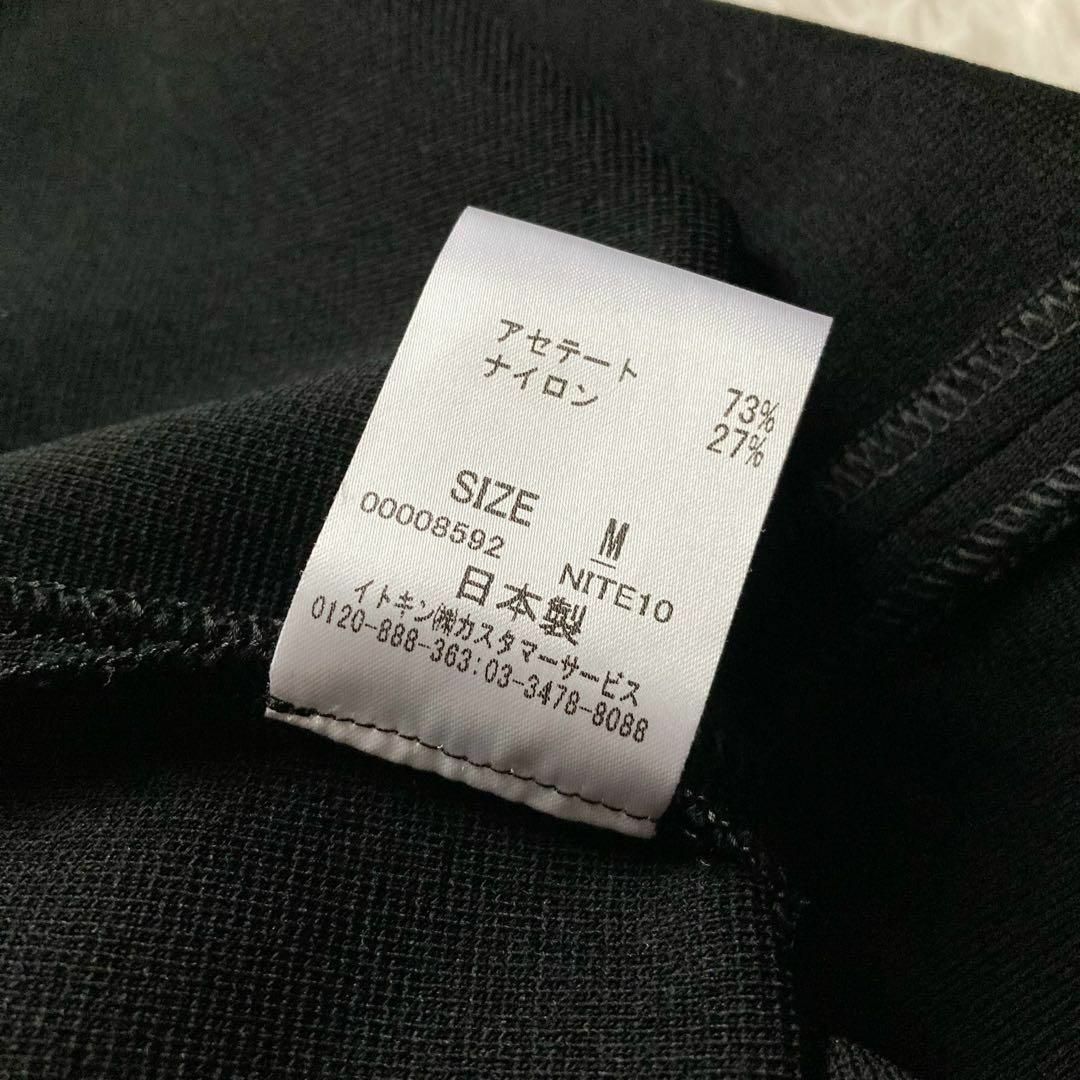 アセテート 73%
ナイロン 27%
SIZE M
00008592 NITE10
日本製
イトキン㈱カスタマーサービス
0120-888-363:03-3478-8088